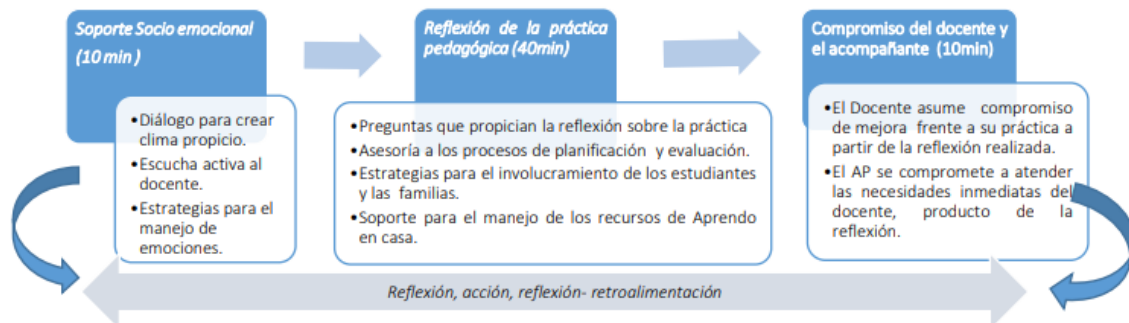 Soporte Socio emocional
(10 min )
•Diálogo para crear
clima propicio.
•Escucha activa al
docente.
•Estrategias para el
manejo de
emociones.
Reflexión de la práctica
pedagógica (40min)
•Preguntas que propician la reflexión sobre la práctica
•Asesoría a los procesos de planificación y evaluación.
•Estrategias para el involucramiento de los estudiantes
y las familias.
•Soporte para el manejo de los recursos de Aprendo
en casa.
Compromiso del docente y
el acompañante (10min)
•El Docente asume compromiso
de mejora frente a su práctica a
partir de la reflexión realizada.
•El AP se compromete a atender
las necesidades inmediatas del
docente, producto de la
reflexión.
Reflexión, acción, reflexión- retroalimentación